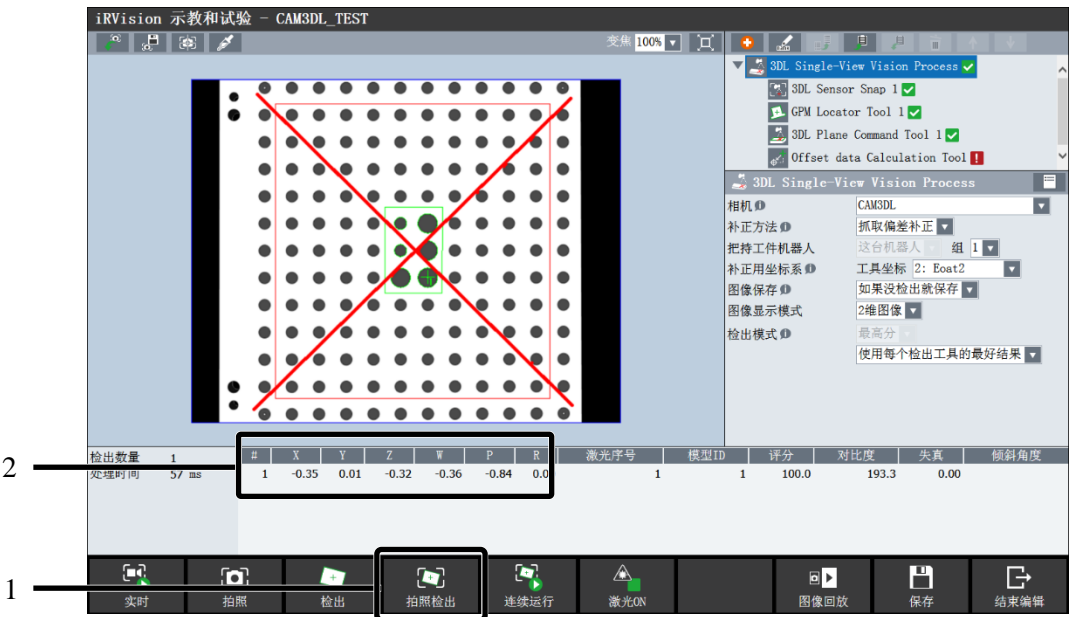 iRVision 示教和试验 - CAM3DL_TEST
变焦 100%
3DL Single-View Vision Process
3DL Sensor Snap 1
GPM Locator Tool 1
3DL Plane Command Tool 1
Offset data Calculation Tool
3DL Single-View Vision Process
相机 CAM3DL
补正方法 抓取偏差补正
把持工件机器人 这台机器人 组 1
补正用坐标系 工具坐标 2: Eoat2
图像保存 如果没检出就保存
图像显示模式 2维图像
检出模式 最高分
使用每个检出工具的最好结果
检出数量 1 # X Y Z W P R 激光序号 模型ID 评分 对比度 失真 倾斜角度
2
处理时间 57 ms 1 -0.35 0.01 -0.32 -0.36 -0.84 0.0 1 1 100.0 193.3 0.00
1
实时 拍照 检出 拍照检出 连续运行 激光ON 图像回放 保存 结束编辑